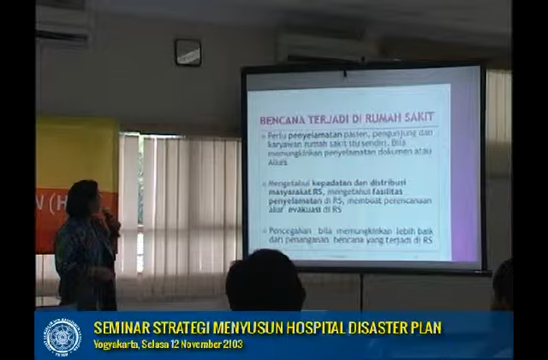 BENCANA TERJADI DI RUMAH SAKIT
Perlu penyelamatan pasien, pengunjung dan
karyawan rumah sakit itu sendiri. Bila
memungkinkan penyelamatan dokumen atau
Mengetahui kepadatan dan distribusi
masyarakat RS, mengetahui fasilitas
penyelamatan di RS, membuat perencanaan
alur evakuasi di RS
Pencegahan bila memungkinkan lebih baik
dari penanganan bencana yang terjadi di RS
N (H
SEMINAR STRATEGI MENYUSUN HOSPITAL DISASTER PLAN
Yogyakarta, Selasa 12 November 2103